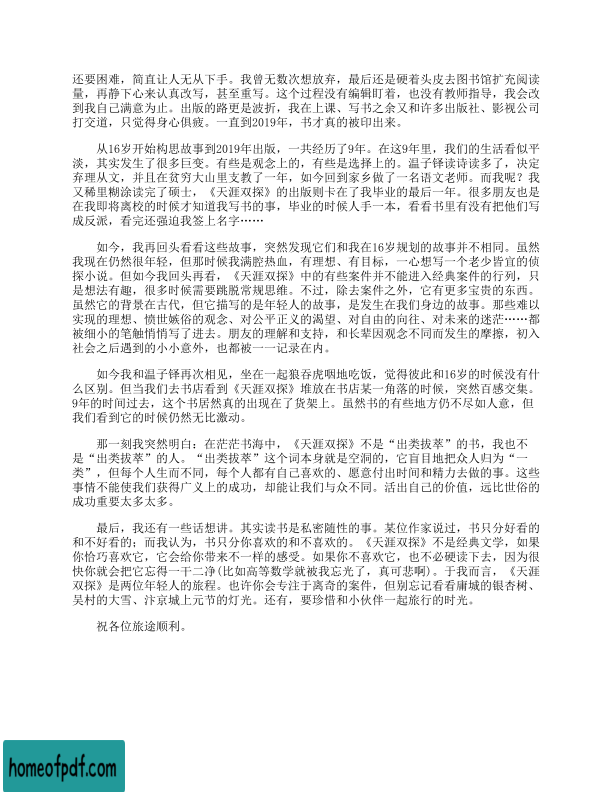 还要困难，简直让人无从下手。我曾无数次想放弃，最后还是硬着头皮去图书馆扩充阅读
量，再静下心来认真改写，甚至重写。这个过程没有编辑盯着，也没有教师指导，我会改
到我自己满意为止。出版的路更是波折，我在上课、写书之余又和许多出版社、影视公司
打交道，只觉得身心俱疲。一直到2019年，书才真的被印出来。
从16岁开始构思故事到2019年出版，一共经历了9年。在这9年里，我们的生活看似平
淡，其实发生了很多巨变。有些是观念上的，有些是选择上的。温子铎读诗读多了，决定
弃理从文，并且在贫穷大山里支教了一年，如今回到家乡做了一名语文老师。而我呢？我
又稀里糊涂读完了硕士，《天涯双探》的出版则卡在了我毕业的最后一年。很多朋友也是
在我即将离校的时候才知道我写书的事，毕业的时候人手一本，看看书里有没有把他们写
成反派，看完还强迫我签上名字……
如今，我再回头看看这些故事，突然发现它们和我在16岁规划的故事并不相同。虽然
我现在仍然很年轻，但那时候我满腔热血，有理想、有目标，一心想写一个老少皆宜的侦
探小说。但如今我回头再看，《天涯双探》中的有些案件并不能进入经典案件的行列，只
是想法有趣，很多时候需要跳脱常规思维。不过，除去案件之外，它有更多宝贵的东西。
虽然它的背景在古代，但它描写的是年轻人的故事，是发生在我们身边的故事。那些难以
实现的理想、愤世嫉俗的观念、对公平正义的渴望、对自由的向往、对未来的迷茫……都
被细小的笔触悄悄写了进去。朋友的理解和支持，和长辈因观念不同而发生的摩擦，初入
社会之后遇到的小小意外，也都被一一记录在内。
如今我和温子铎再次相见，坐在一起狼吞虎咽地吃饭，觉得彼此和16岁的时候没有什
么区别。但当我们去书店看到《天涯双探》堆放在书店某一角落的时候，突然百感交集。
9年的时间过去，这个书居然真的出现在了货架上。虽然书的有些地方仍不尽如人意，但
我们看到它的时候仍然无比激动。
那一刻我突然明白：在茫茫书海中，《天涯双探》不是“出类拔萃”的书，我也不
是“出类拔萃”的人。“出类拔萃”这个词本身就是空洞的，它盲目地把众人归为“一
类”，但每个人生而不同，每个人都有自己喜欢的、愿意付出时间和精力去做的事。这些
事情不能使我们获得广义上的成功，却能让我们与众不同。活出自己的价值，远比世俗的
成功重要太多太多。
最后，我还有一些话想讲。其实读书是私密随性的事。某位作家说过，书只分好看的
和不好看的；而我认为，书只分你喜欢的和不喜欢的。《天涯双探》不是经典文学，如果
你恰巧喜欢它，它会给你带来不一样的感受。如果你不喜欢它，也不必硬读下去，因为很
快你就会把它忘得一干二净(比如高等数学就被我忘光了，真可悲啊)。于我而言，《天涯
双探》是两位年轻人的旅程。也许你会专注于离奇的案件，但别忘记看看庸城的银杏树、
吴村的大雪、汴京城上元节的灯光。还有，要珍惜和小伙伴一起旅行的时光。
祝各位旅途顺利。
homeofpdf.com